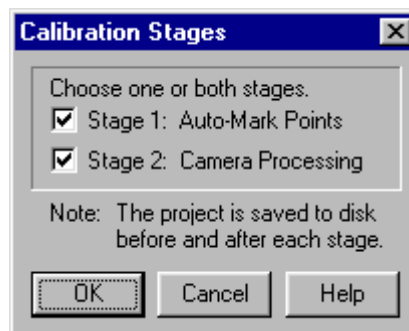 Calibration Stages
Choose one or both stages.
Stage 1: Auto-Mark Points
Stage 2: Camera Processing
Note: The project is saved to disk
before and after each stage.
OK Cancel Help